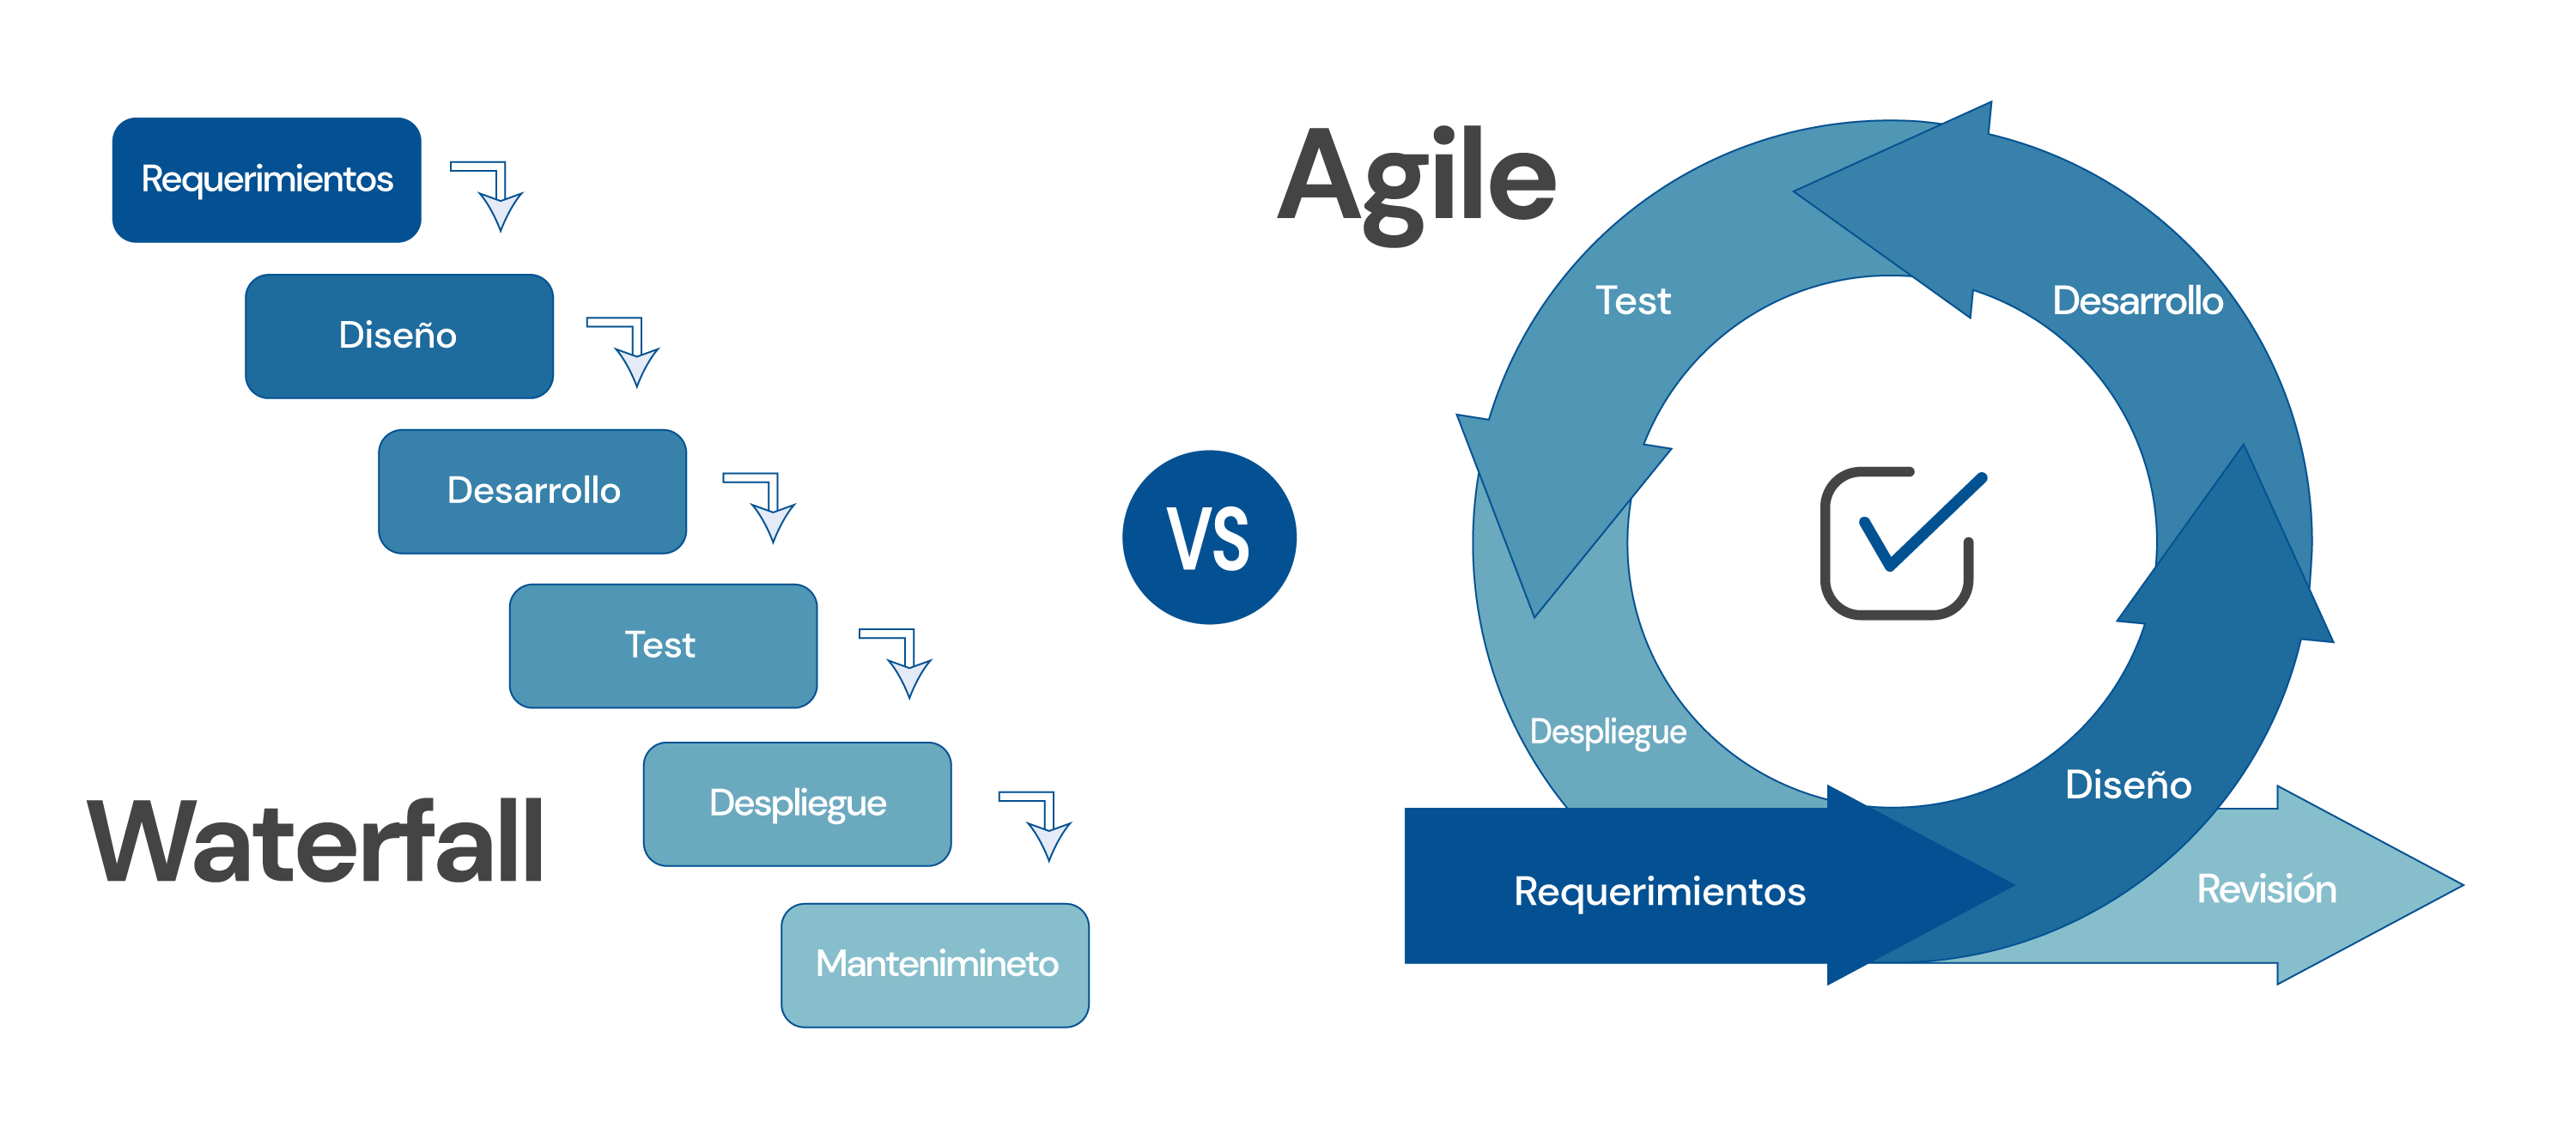 Requerimientos
Diseño
Desarrollo
Test
Despliegue
Mantenimineto
Waterfall
VS
Agile
Test
Desarrollo
Despliegue
Diseño
Requerimientos
Revisión